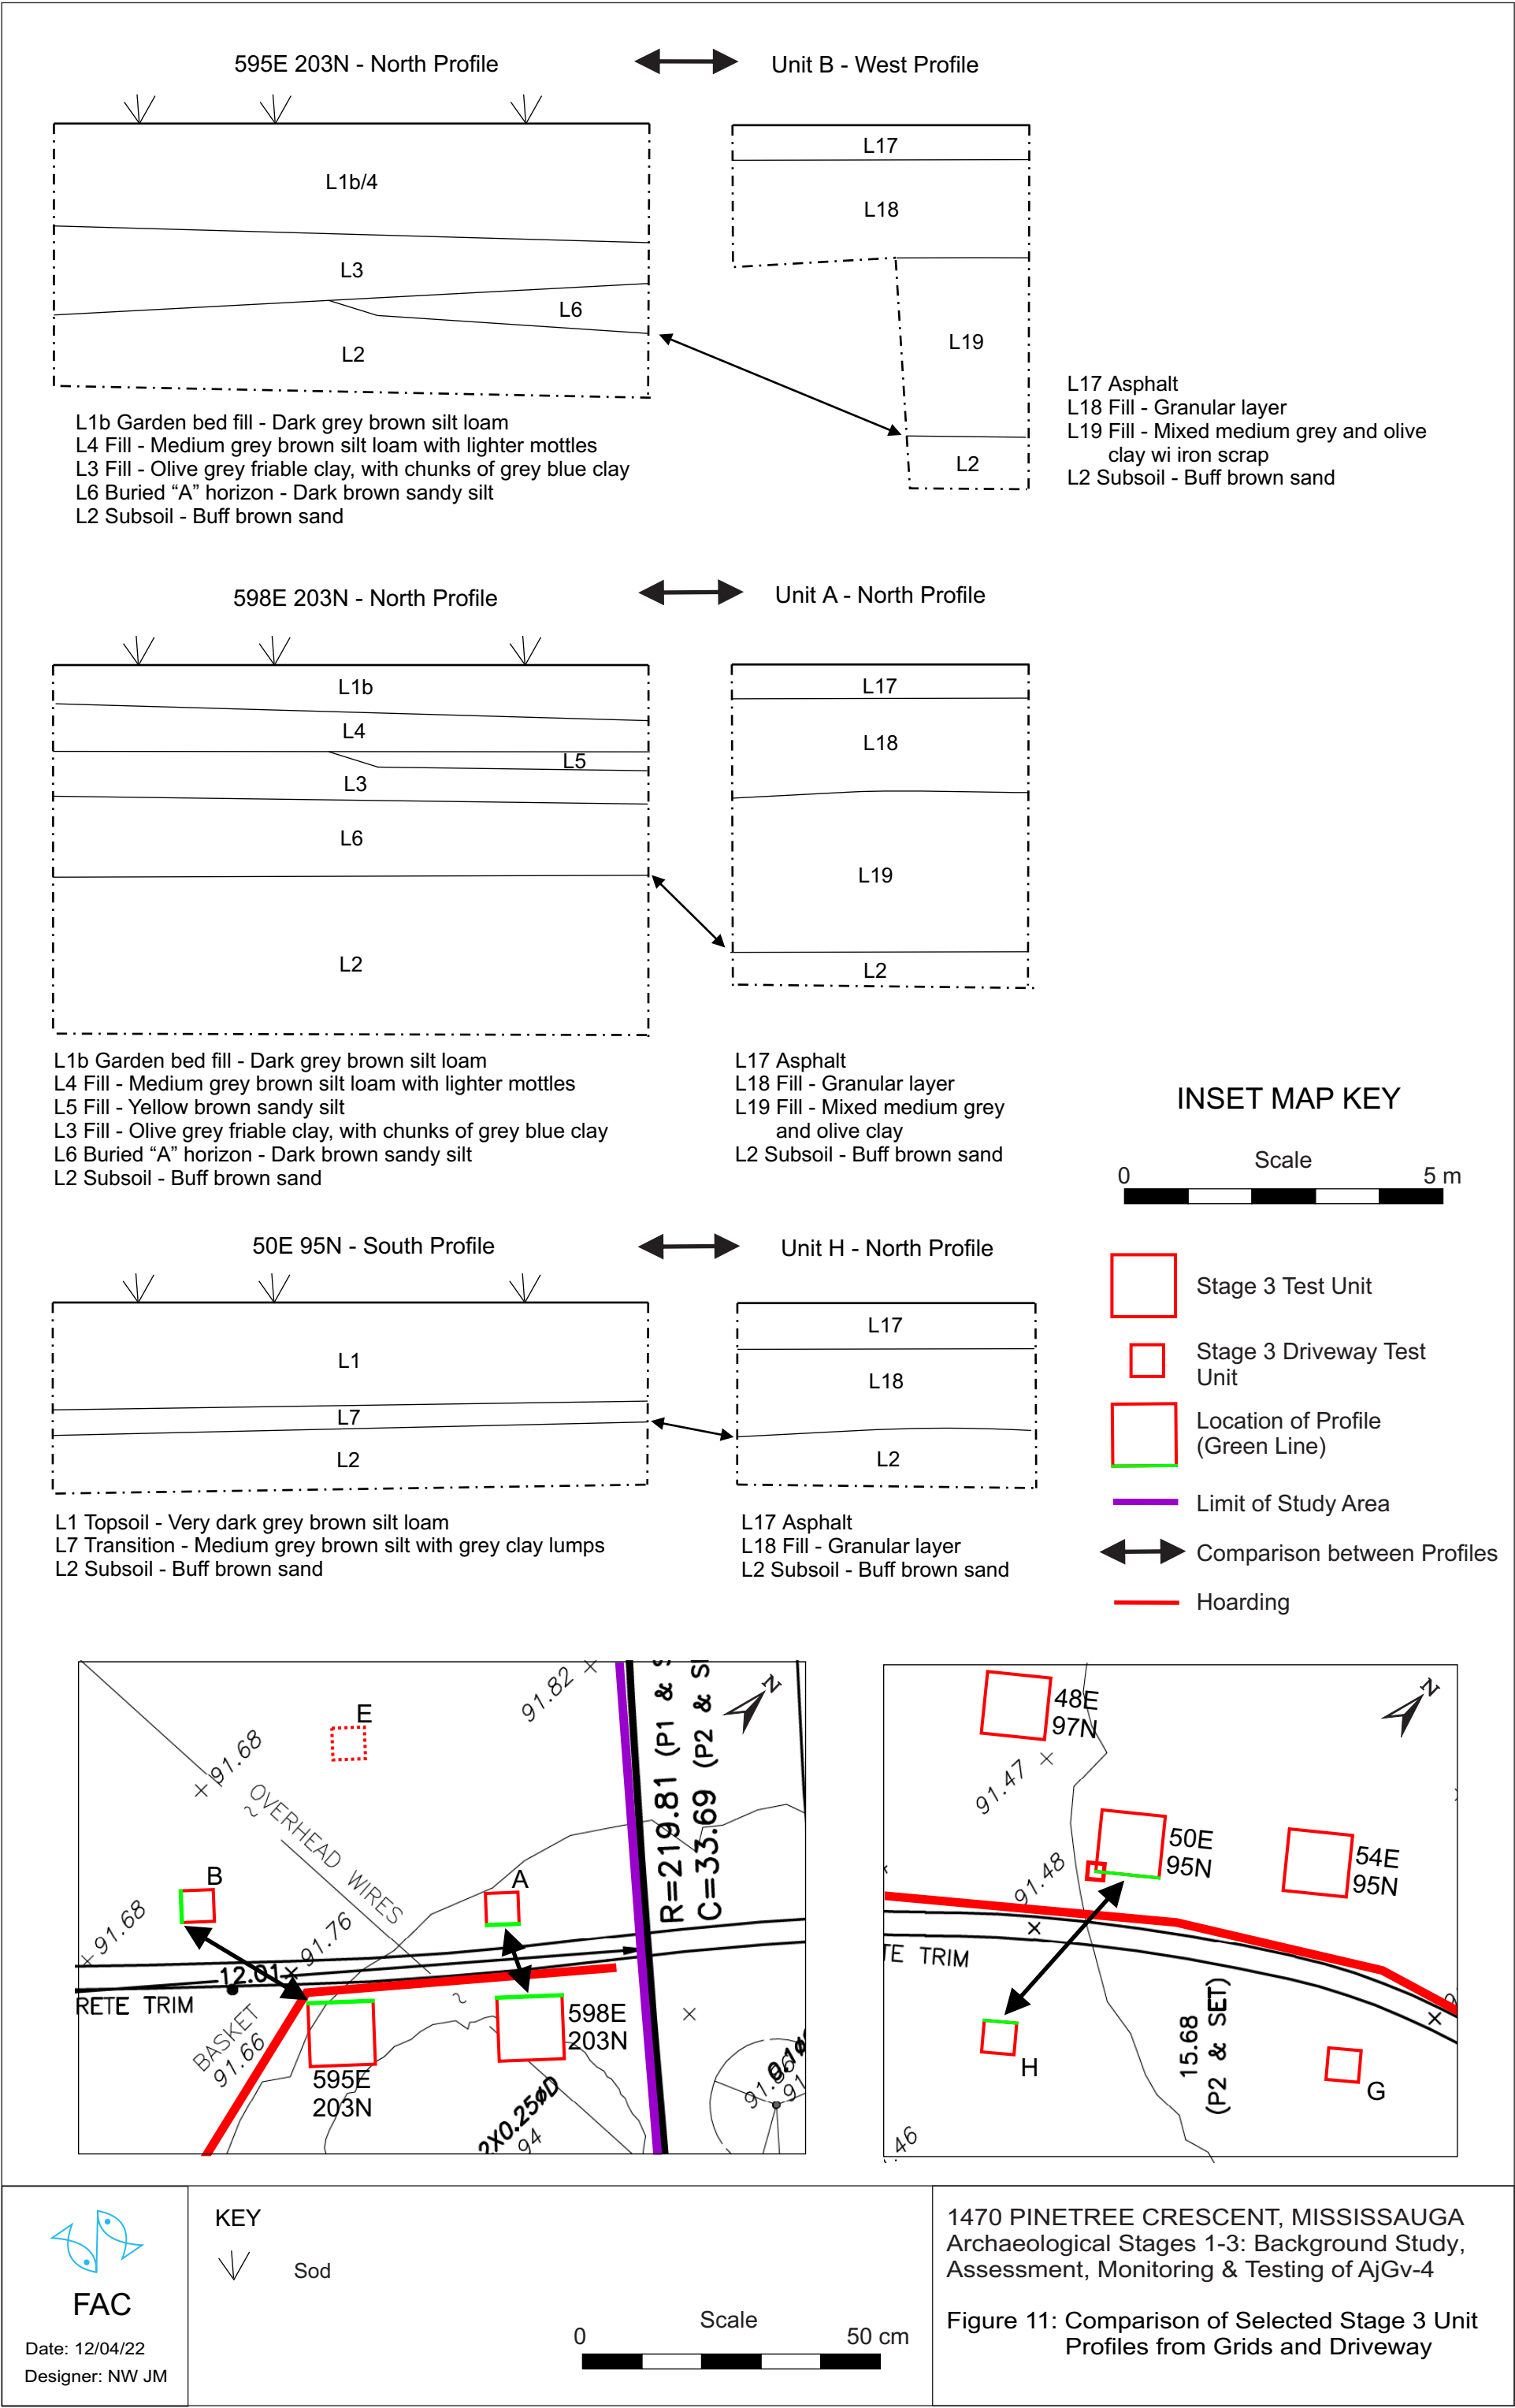 595E 203N - North Profile
Unit B - West Profile
L1b/4
L3
L6
L2
L17
L18
L19
L2
L1b Garden bed fill - Dark grey brown silt loam
L4 Fill - Medium grey brown silt loam with lighter mottles
L3 Fill - Olive grey friable clay, with chunks of grey blue clay
L6 Buried “A” horizon - Dark brown sandy silt
L2 Subsoil - Buff brown sand
L17 Asphalt
L18 Fill - Granular layer
L19 Fill - Mixed medium grey and olive
clay wi iron scrap
L2 Subsoil - Buff brown sand
598E 203N - North Profile
Unit A - North Profile
L1b
L4
L5
L3
L6
L2
L17
L18
L19
L2
L1b Garden bed fill - Dark grey brown silt loam
L4 Fill - Medium grey brown silt loam with lighter mottles
L5 Fill - Yellow brown sandy silt
L3 Fill - Olive grey friable clay, with chunks of grey blue clay
L6 Buried “A” horizon - Dark brown sandy silt
L2 Subsoil - Buff brown sand
L17 Asphalt
L18 Fill - Granular layer
L19 Fill - Mixed medium grey
and olive clay
L2 Subsoil - Buff brown sand
50E 95N - South Profile
Unit H - North Profile
L1
L7
L2
L17
L18
L2
L1 Topsoil - Very dark grey brown silt loam
L7 Transition - Medium grey brown silt with grey clay lumps
L2 Subsoil - Buff brown sand
L17 Asphalt
L18 Fill - Granular layer
L2 Subsoil - Buff brown sand
INSET MAP KEY
Scale
0 5 m
Stage 3 Test Unit
Stage 3 Driveway Test
Unit
Location of Profile
(Green Line)
Limit of Study Area
Comparison between Profiles
Hoarding
E
91.82
N
91.68
OVERHEAD WIRES
R=219.81 (P1 &
C=33.69 (P2 &
B
A
91.68
91.76
12.01
RETE TRIM
BASKET
91.66
595E
203N
598E
203N
2X0.25øD
94
48E
97N
N
91.47
50E
95N
54E
95N
91.48
TE TRIM
H
15.68
(P2 & SET)
G
.46
FAC
Date: 12/04/22
Designer: NW JM
KEY
Sod
Scale
0 50 cm
1470 PINETREE CRESCENT, MISSISSAUGA
Archaeological Stages 1-3: Background Study,
Assessment, Monitoring & Testing of AjGv-4
Figure 11: Comparison of Selected Stage 3 Unit
Profiles from Grids and Driveway